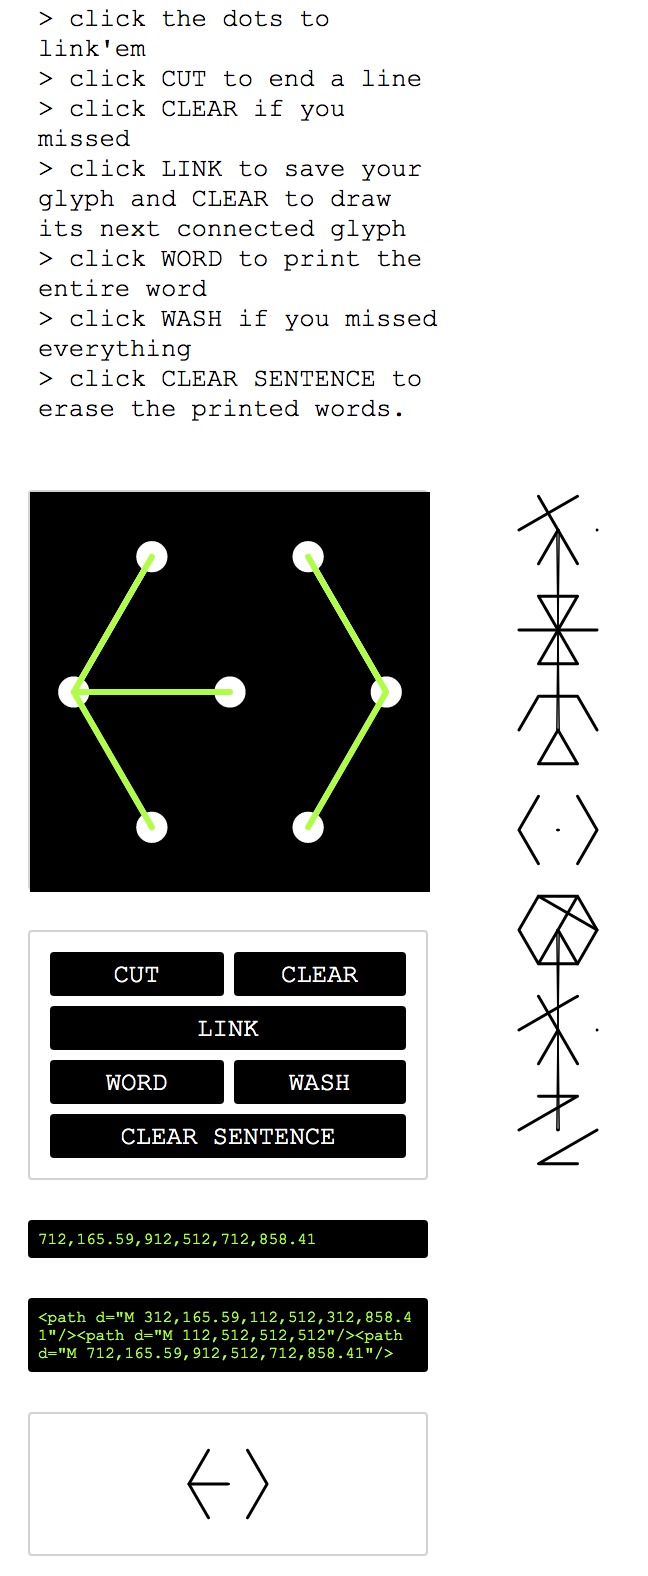 > click the dots to
link'em
> click CUT to end a line
> click CLEAR if you
missed
> click LINK to save your
glyph and CLEAR to draw
its next connected glyph
> click WORD to print the
entire word
> click WASH if you missed
everything
> click CLEAR SENTENCE to
erase the printed words.
CUT CLEAR
LINK
WORD WASH
CLEAR SENTENCE
712,165.59,912,512,712,858.41
<path d="M 312,165.59,112,512,312,858.4
1"/><path d="M 112,512,512,512"/><path
d="M 712,165.59,912,512,712,858.41"/>